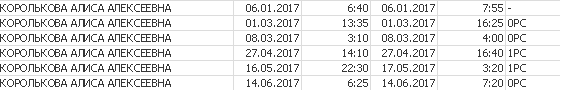 КОРОЛЬКОВА АЛИСА АЛЕКСЕЕВНА 06.01.2017 6:40 06.01.2017 7:55 -
КОРОЛЬКОВА АЛИСА АЛЕКСЕЕВНА 01.03.2017 13:35 01.03.2017 16:25 0РС
КОРОЛЬКОВА АЛИСА АЛЕКСЕЕВНА 08.03.2017 3:10 08.03.2017 4:00 0РС
КОРОЛЬКОВА АЛИСА АЛЕКСЕЕВНА 27.04.2017 14:10 27.04.2017 16:40 1РС
КОРОЛЬКОВА АЛИСА АЛЕКСЕЕВНА 16.05.2017 22:30 17.05.2017 3:20 1РС
КОРОЛЬКОВА АЛИСА АЛЕКСЕЕВНА 14.06.2017 6:25 14.06.2017 7:20 0РС